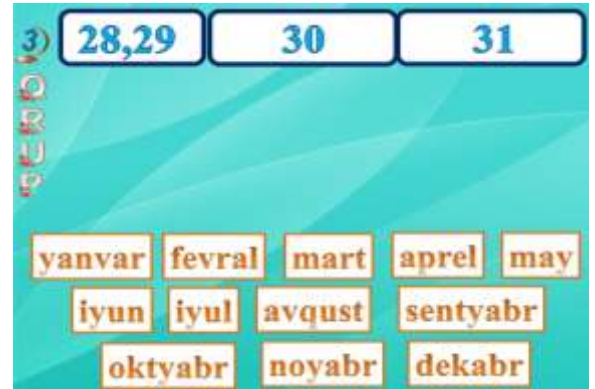 3) 28,29 30 31
QRUP
yanvar fevral mart aprel may
iyun iyul avqust sentyabr
oktyabr noyabr dekabr